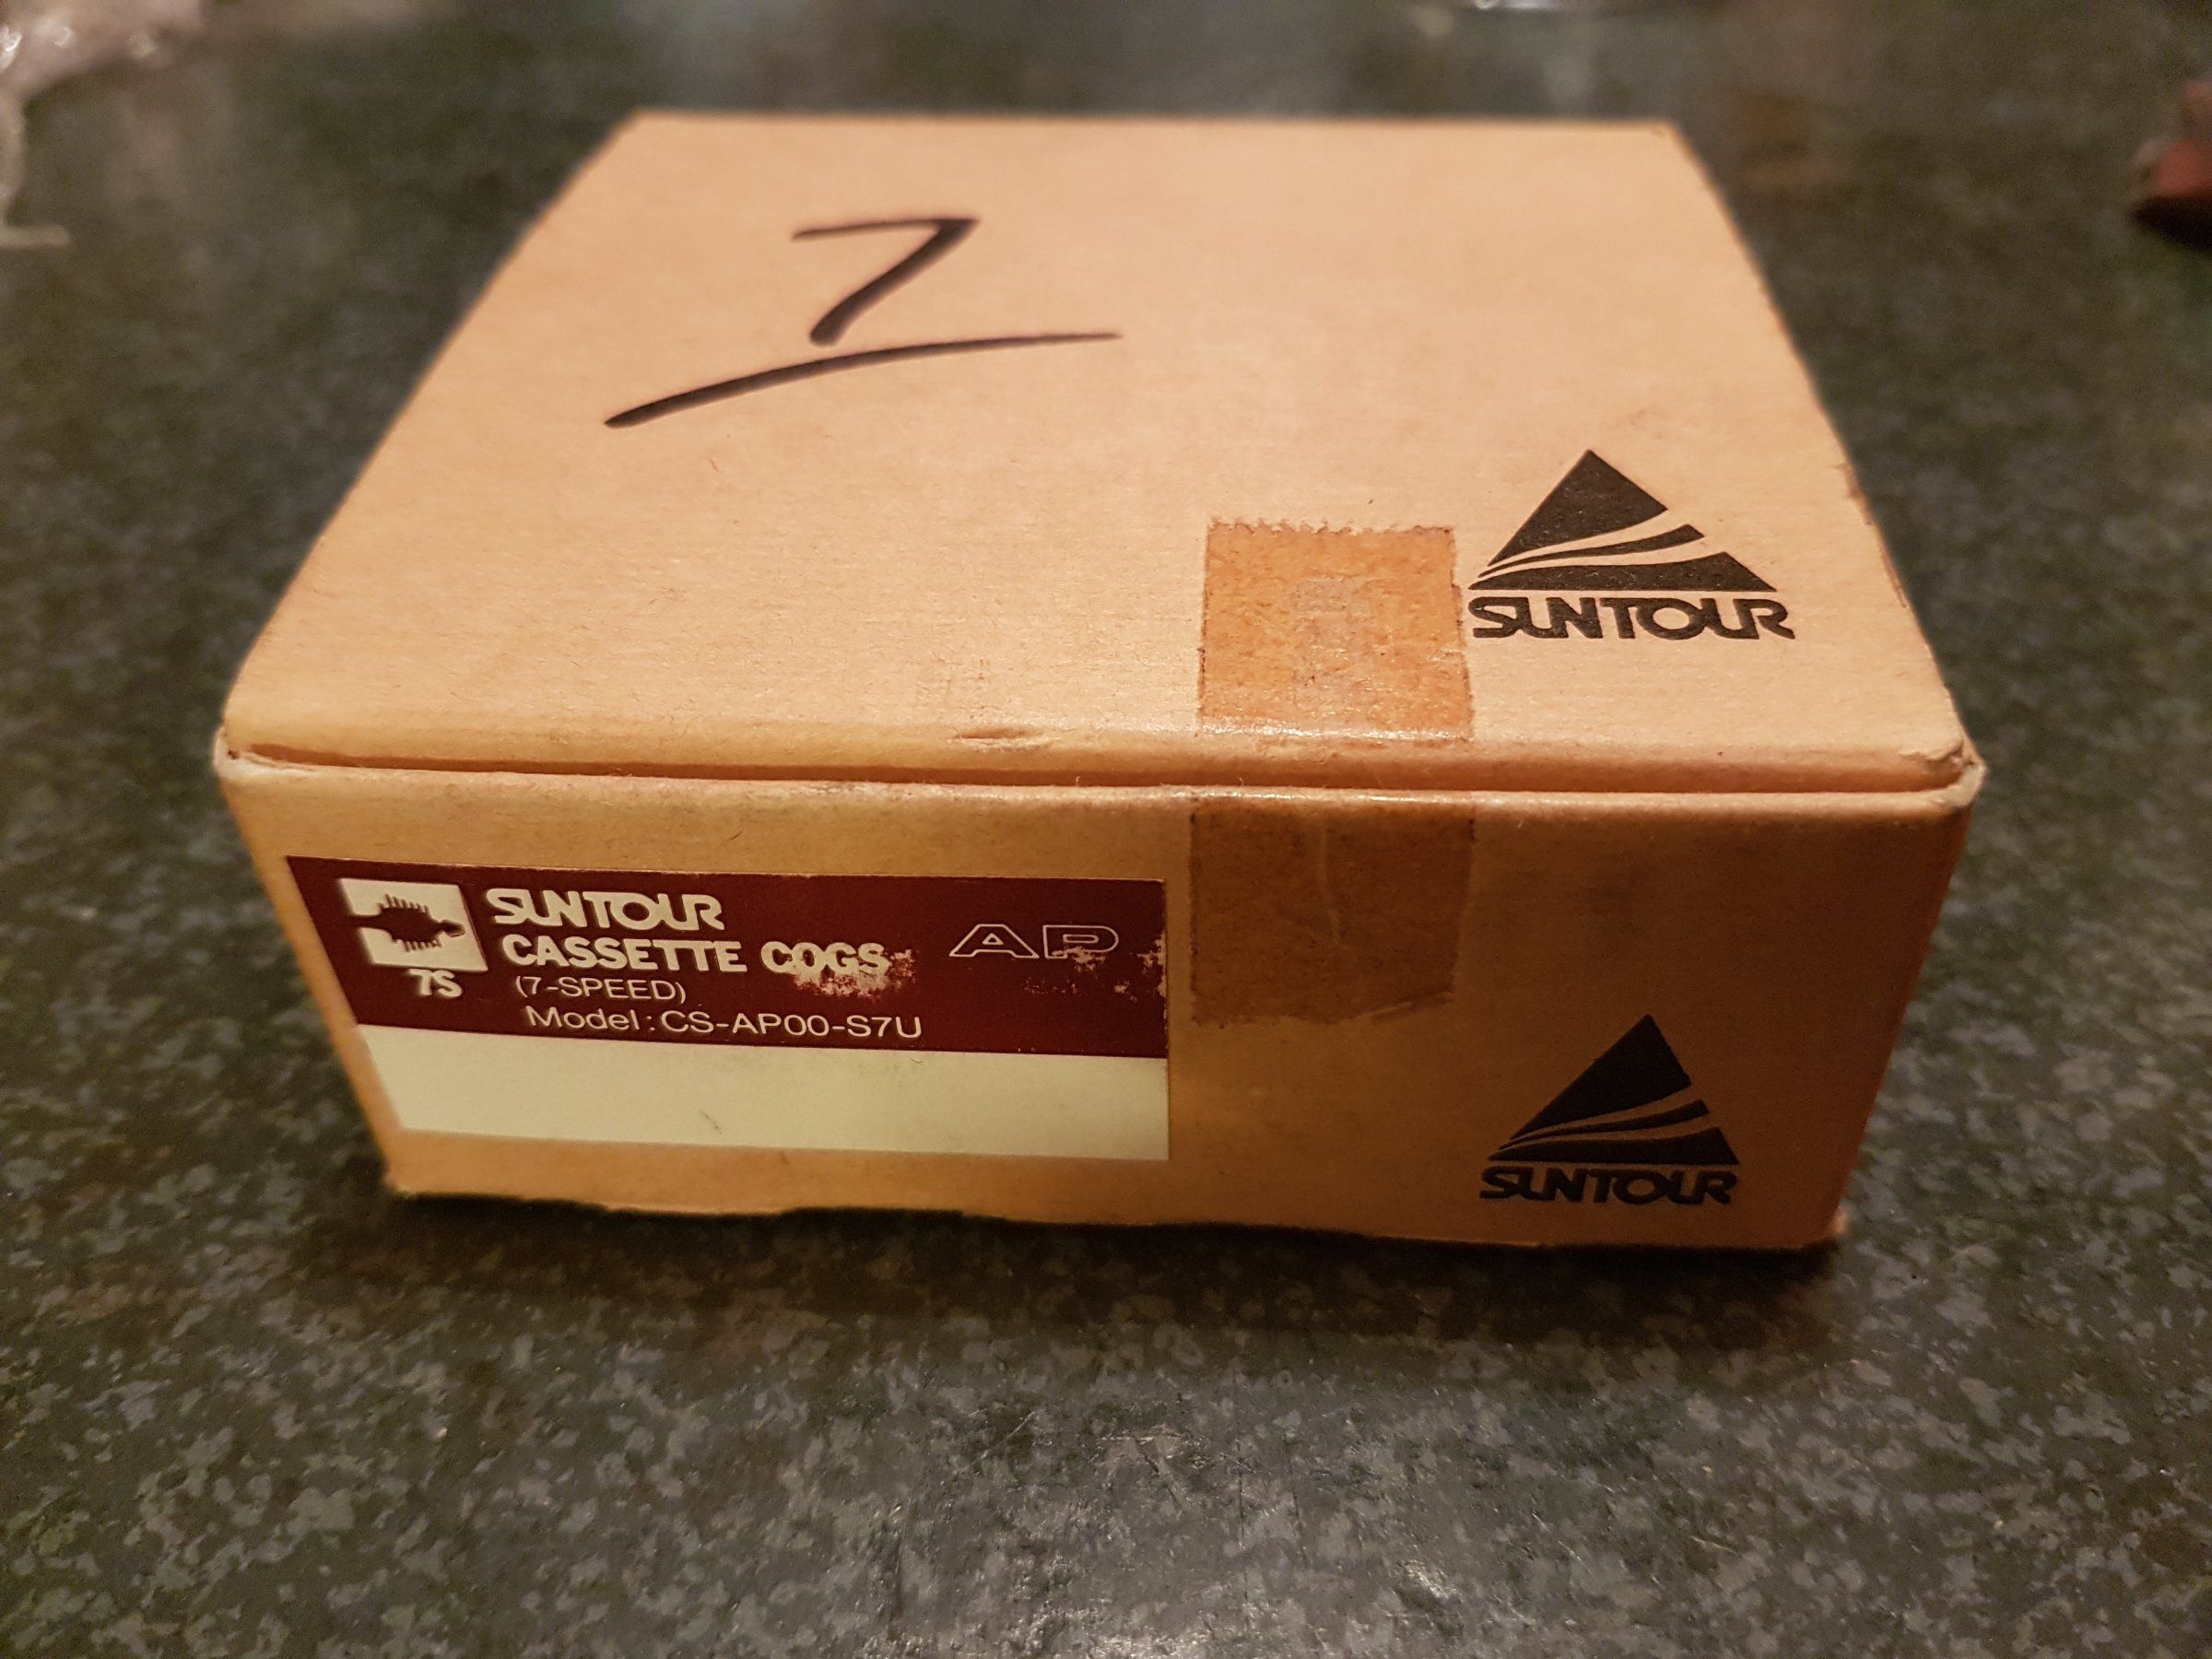 7
SUNTOUR
SUNTOUR
CASSETTE COGS
AP
7S
(7-SPEED)
Model: CS-AP00-S7U
SUNTOUR